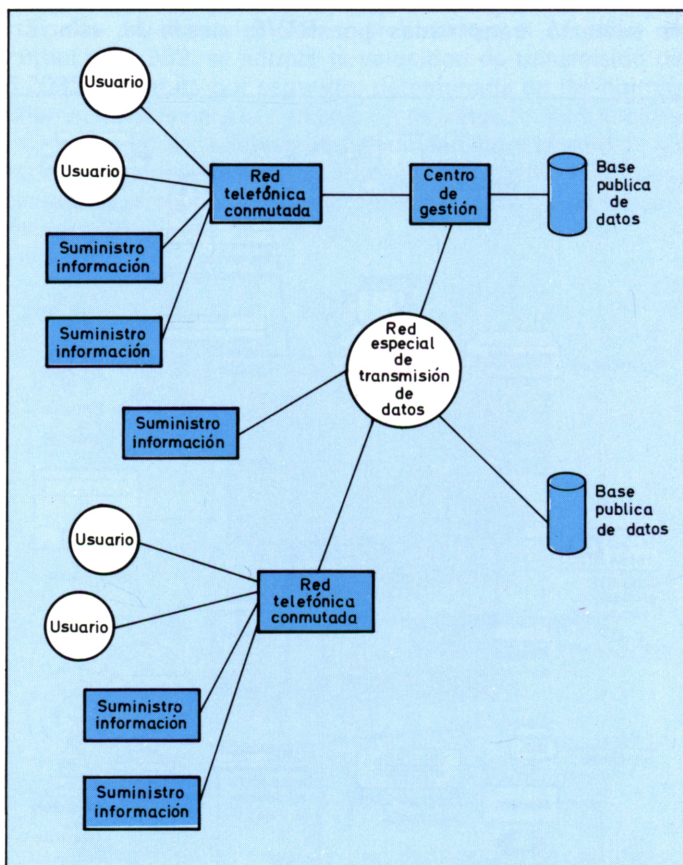 Usuario
Usuario
Red
telefónica
conmutada
Centro
de
gestión
Base
publica
de
datos
Suministro
información
Suministro
información
Red
especial
de
transmisión
de
datos
Suministro
información
Base
publica
de datos
Usuario
Usuario
Red
telefónica
conmutada
Suministro
información
Suministro
información